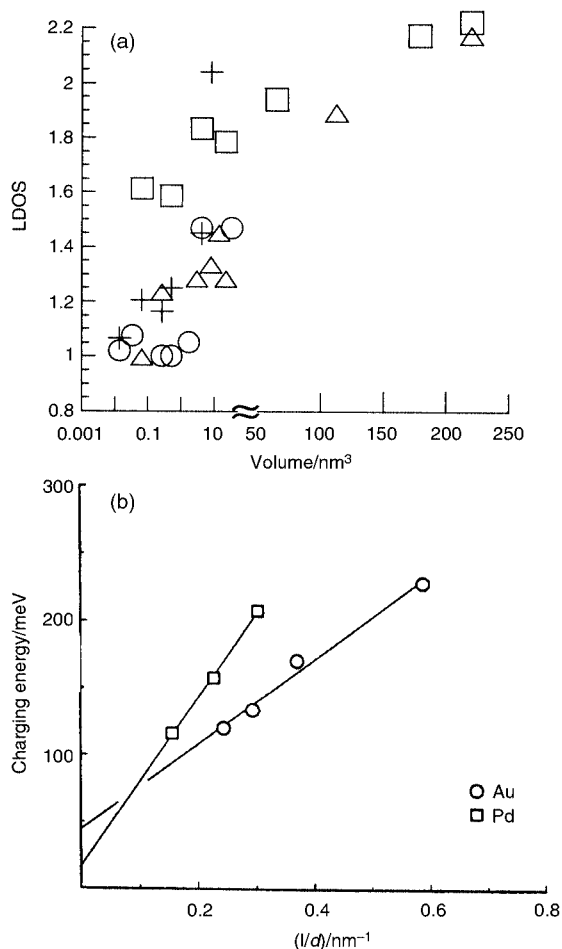 (a)
2.2
2
1.8
1.6
1.4
1.2
1
0.8
LDOS
0.001 0.1 10 50 100 150 200 250
Volume/nm³
(b)
300
200
100
Charging energy/meV
Au
Pd
0.2 0.4 0.6 0.8
(I/d)/nm⁻¹